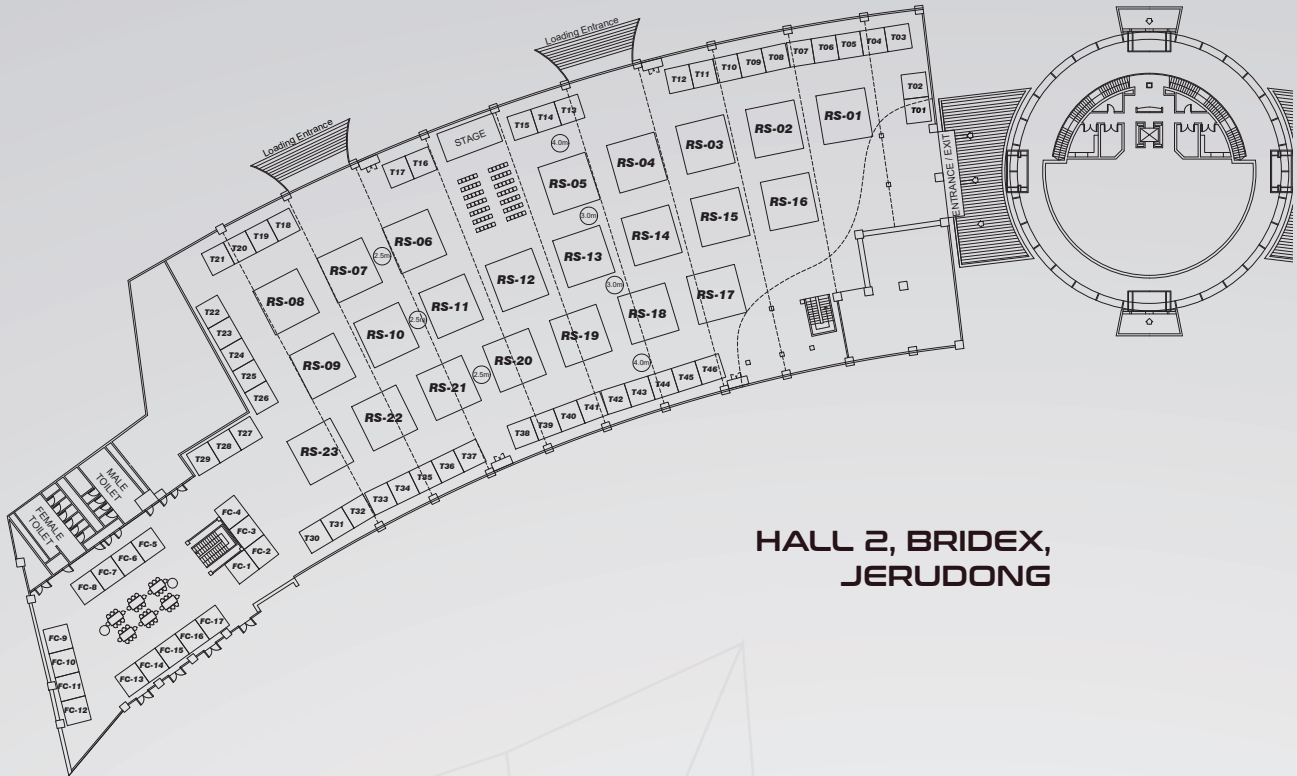 Loading Entrance
T12
T11
T10
T09
T08
T07
T06
T05
T04
T03
T02
T01
ENTRANCE / EXIT
RS-01
RS-02
RS-03
RS-04
RS-05
RS-16
RS-15
RS-14
RS-13
RS-17
RS-18
RS-19
4.0m
3.0m
3.0m
4.0m
T15
T14
T13
STAGE
Loading Entrance
T17
T16
RS-06
RS-07
RS-08
RS-12
RS-11
RS-10
RS-09
RS-20
RS-21
RS-22
RS-23
2.5m
2.5m
2.5m
T21
T20
T19
T18
T22
T23
T24
T25
T26
T29
T28
T27
T30
T31
T32
T33
T34
T35
T36
T37
T38
T39
T40
T41
T42
T43
T44
T45
T46
MALE
TOILET
FEMALE
TOILET
FC-4
FC-3
FC-2
FC-1
FC-5
FC-6
FC-7
FC-8
FC-9
FC-10
FC-11
FC-12
FC-13
FC-14
FC-15
FC-16
FC-17
HALL 2, BRIDEX,
JERUDONG